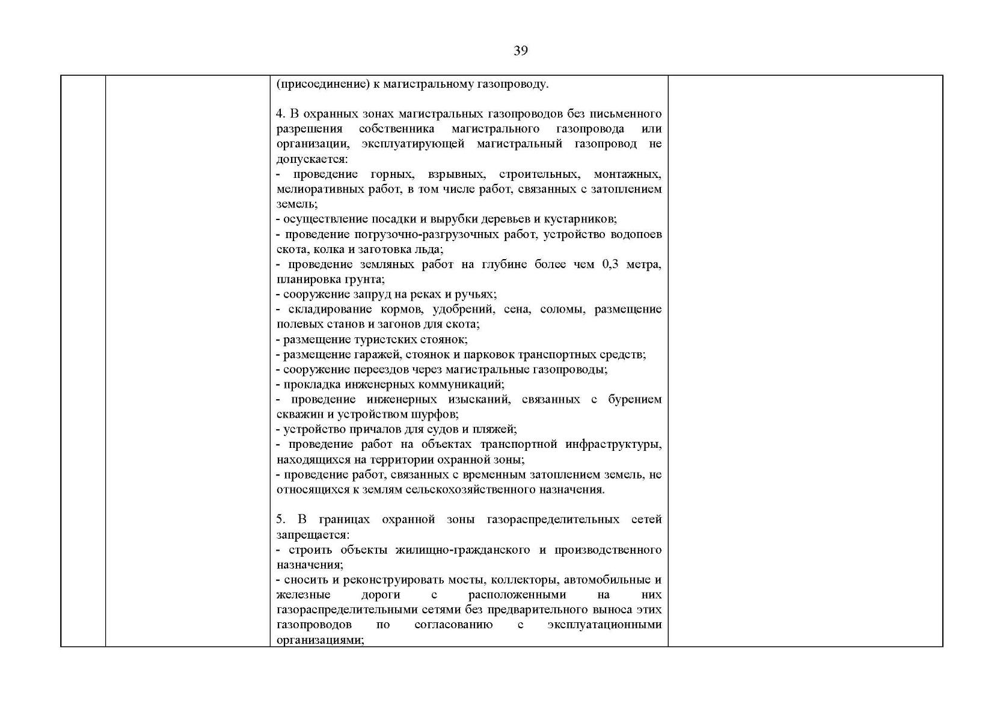 39
(присоединение) к магистральному газопроводу.
4. В охранных зонах магистральных газопроводов без письменного
разрешения собственника магистрального газопровода или
организации, эксплуатирующей магистральный газопровод не
допускается:
- проведение горных, взрывных, строительных, монтажных,
мелиоративных работ, в том числе работ, связанных с затоплением
земель;
- осуществление посадки и вырубки деревьев и кустарников;
- проведение погрузочно-разгрузочных работ, устройство водопоев
скота, колка и заготовка льда;
- проведение земляных работ на глубине более чем 0,3 метра,
планировка грунта;
- сооружение запруд на реках и ручьях;
- складирование кормов, удобрений, сена, соломы, размещение
полевых станов и загонов для скота;
- размещение туристских стоянок;
- размещение гаражей, стоянок и парковок транспортных средств;
- сооружение переездов через магистральные газопроводы;
- прокладка инженерных коммуникаций;
- проведение инженерных изысканий, связанных с бурением
скважин и устройством шурфов;
- устройство причалов для судов и пляжей;
- проведение работ на объектах транспортной инфраструктуры,
находящихся на территории охранной зоны;
- проведение работ, связанных с временным затоплением земель, не
относящихся к землям сельскохозяйственного назначения.
5. В границах охранной зоны газораспределительных сетей
запрещается:
- строить объекты жилищно-гражданского и производственного
назначения;
- сносить и реконструировать мосты, коллекторы, автомобильные и
железные дороги с расположенными на них
газораспределительными сетями без предварительного выноса этих
газопроводов по согласованию с эксплуатационными
организациями;